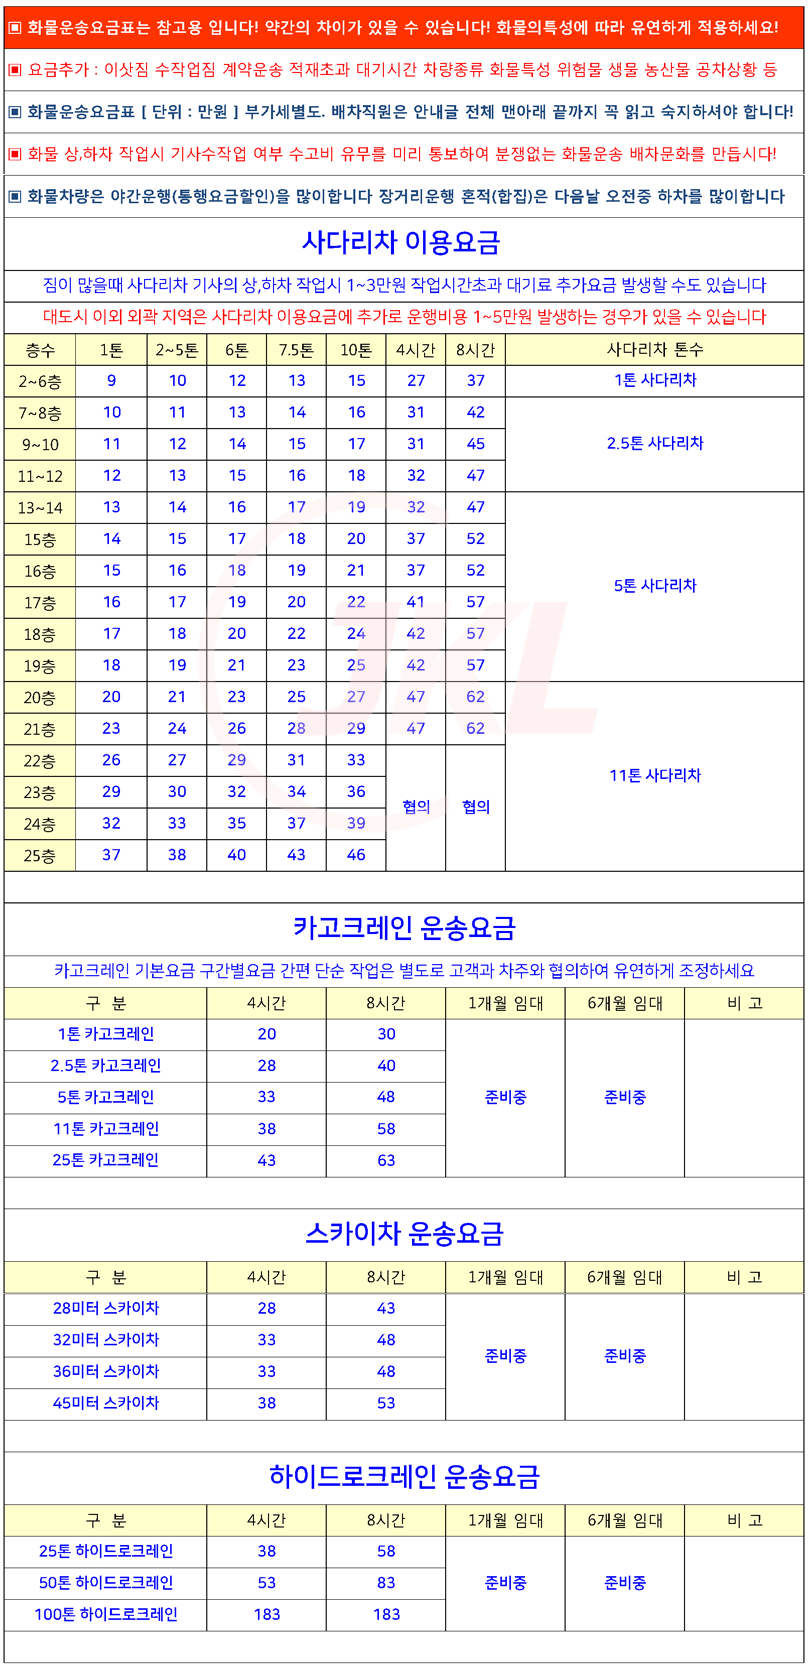 ▣ 화물운송요금표는 참고용 입니다! 약간의 차이가 있을 수 있습니다! 화물의특성에 따라 유연하게 적용하세요!
▣ 요금추가 : 이삿짐 수작업짐 계약운송 적재초과 대기시간 차량종류 화물특성 위험물 생물 농산물 공차상황 등
▣ 화물운송요금표 [ 단위 : 만원 ] 부가세별도. 배차직원은 안내글 전체 맨아래 끝까지 꼭 읽고 숙지하셔야 합니다!
▣ 화물 상,하차 작업시 기사수작업 여부 수고비 유무를 미리 통보하여 분쟁없는 화물운송 배차문화를 만듭시다!
▣ 화물차량은 야간운행(통행요금할인)을 많이합니다 장거리운행 혼적(합짐)은 다음날 오전중 하차를 많이합니다
사다리차 이용요금
짐이 많을때 사다리차 기사의 상,하차 작업시 1~3만원 작업시간초과 대기료 추가요금 발생할 수도 있습니다
대도시 이외 외곽 지역은 사다리차 이용요금에 추가로 운행비용 1~5만원 발생하는 경우가 있을 수 있습니다
층수 1톤 2~5톤 6톤 7.5톤 10톤 4시간 8시간 사다리차 톤수
2~6층 9 10 12 13 15 27 37 1톤 사다리차
7~8층 10 11 13 14 16 31 42
9~10 11 12 14 15 17 31 45 2.5톤 사다리차
11~12 12 13 15 16 18 32 47
13~14 13 14 16 17 19 32 47
15층 14 15 17 18 20 37 52
16층 15 16 18 19 21 37 52
5톤 사다리차
17층 16 17 19 20 22 41 57
18층 17 18 20 22 24 42 57
19층 18 19 21 23 25 42 57
20층 20 21 23 25 27 47 62
21층 23 24 26 28 29 47 62
22층 26 27 29 31 33
11톤 사다리차
23층 29 30 32 34 36
협의 협의
24층 32 33 35 37 39
25층 37 38 40 43 46
JKL
카고크레인 운송요금
카고크레인 기본요금 구간별요금 간편 단순 작업은 별도로 고객과 차주와 협의하여 유연하게 조정하세요
구 분 4시간 8시간 1개월 임대 6개월 임대 비 고
1톤 카고크레인 20 30
2.5톤 카고크레인 28 40
5톤 카고크레인 33 48 준비중 준비중
11톤 카고크레인 38 58
25톤 카고크레인 43 63
스카이차 운송요금
구 분 4시간 8시간 1개월 임대 6개월 임대 비 고
28미터 스카이차 28 43
32미터 스카이차 33 48
준비중 준비중
36미터 스카이차 33 48
45미터 스카이차 38 53
하이드로크레인 운송요금
구 분 4시간 8시간 1개월 임대 6개월 임대 비 고
25톤 하이드로크레인 38 58
50톤 하이드로크레인 53 83 준비중 준비중
100톤 하이드로크레인 183 183